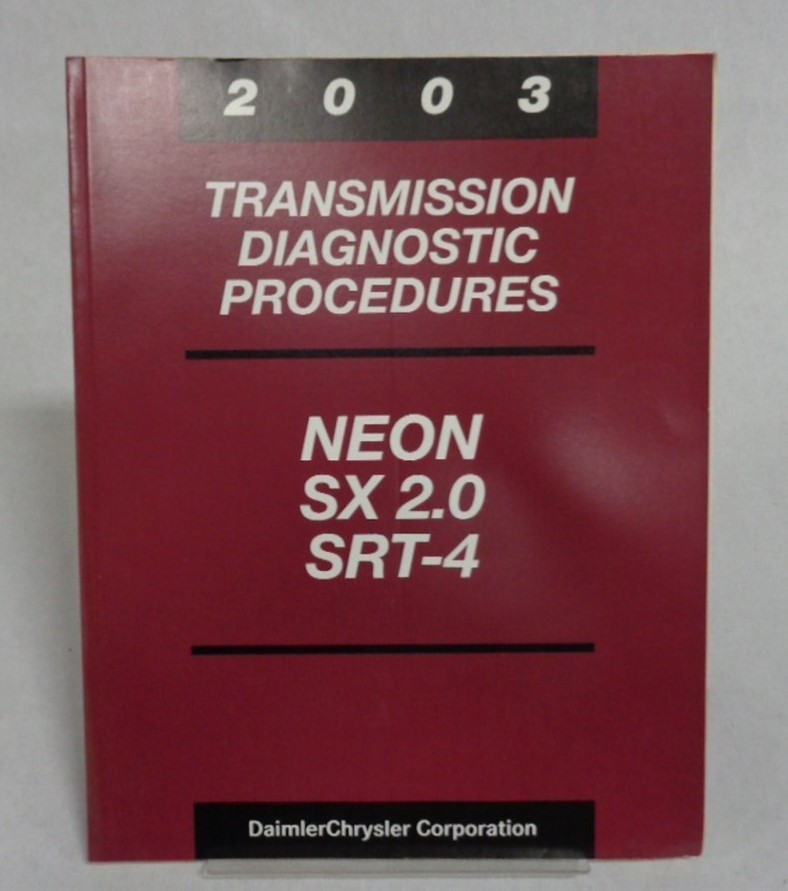 2 0 0 3
TRANSMISSION
DIAGNOSTIC
PROCEDURES
NEON
SX 2.0
SRT-4
DaimlerChrysler Corporation